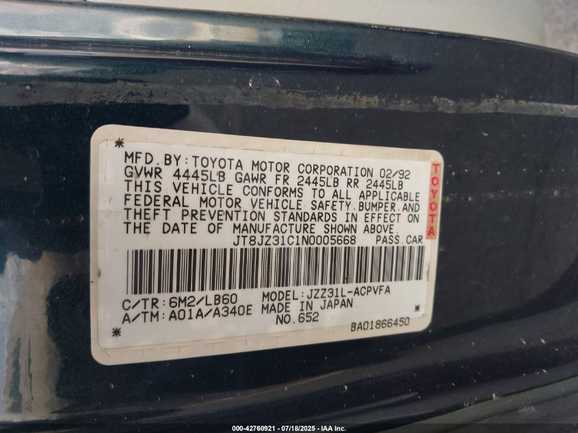 MFD. BY: TOYOTA MOTOR CORPORATION 02/92
GVWR 4445LB GAWR FR 2445LB RR 2445LB
THIS VEHICLE CONFORMS TO ALL APPLICABLE
FEDERAL MOTOR VEHICLE SAFETY,BUMPER,AND
THEFT PREVENTION STANDARDS IN EFFECT ON
THE DATE OF MANUFACTURE SHOWN ABOVE.
JT8JZ31C1N0005668 PASS.CAR
TOYOTA
C/TR: 6M2/LB60 MODEL: JZZ31L-ACPVFA
A/TM: A01A/A340E MADE IN JAPAN
NO.652
BA01866450
000-42760921 | 07/18/2025 | IAA Inc.